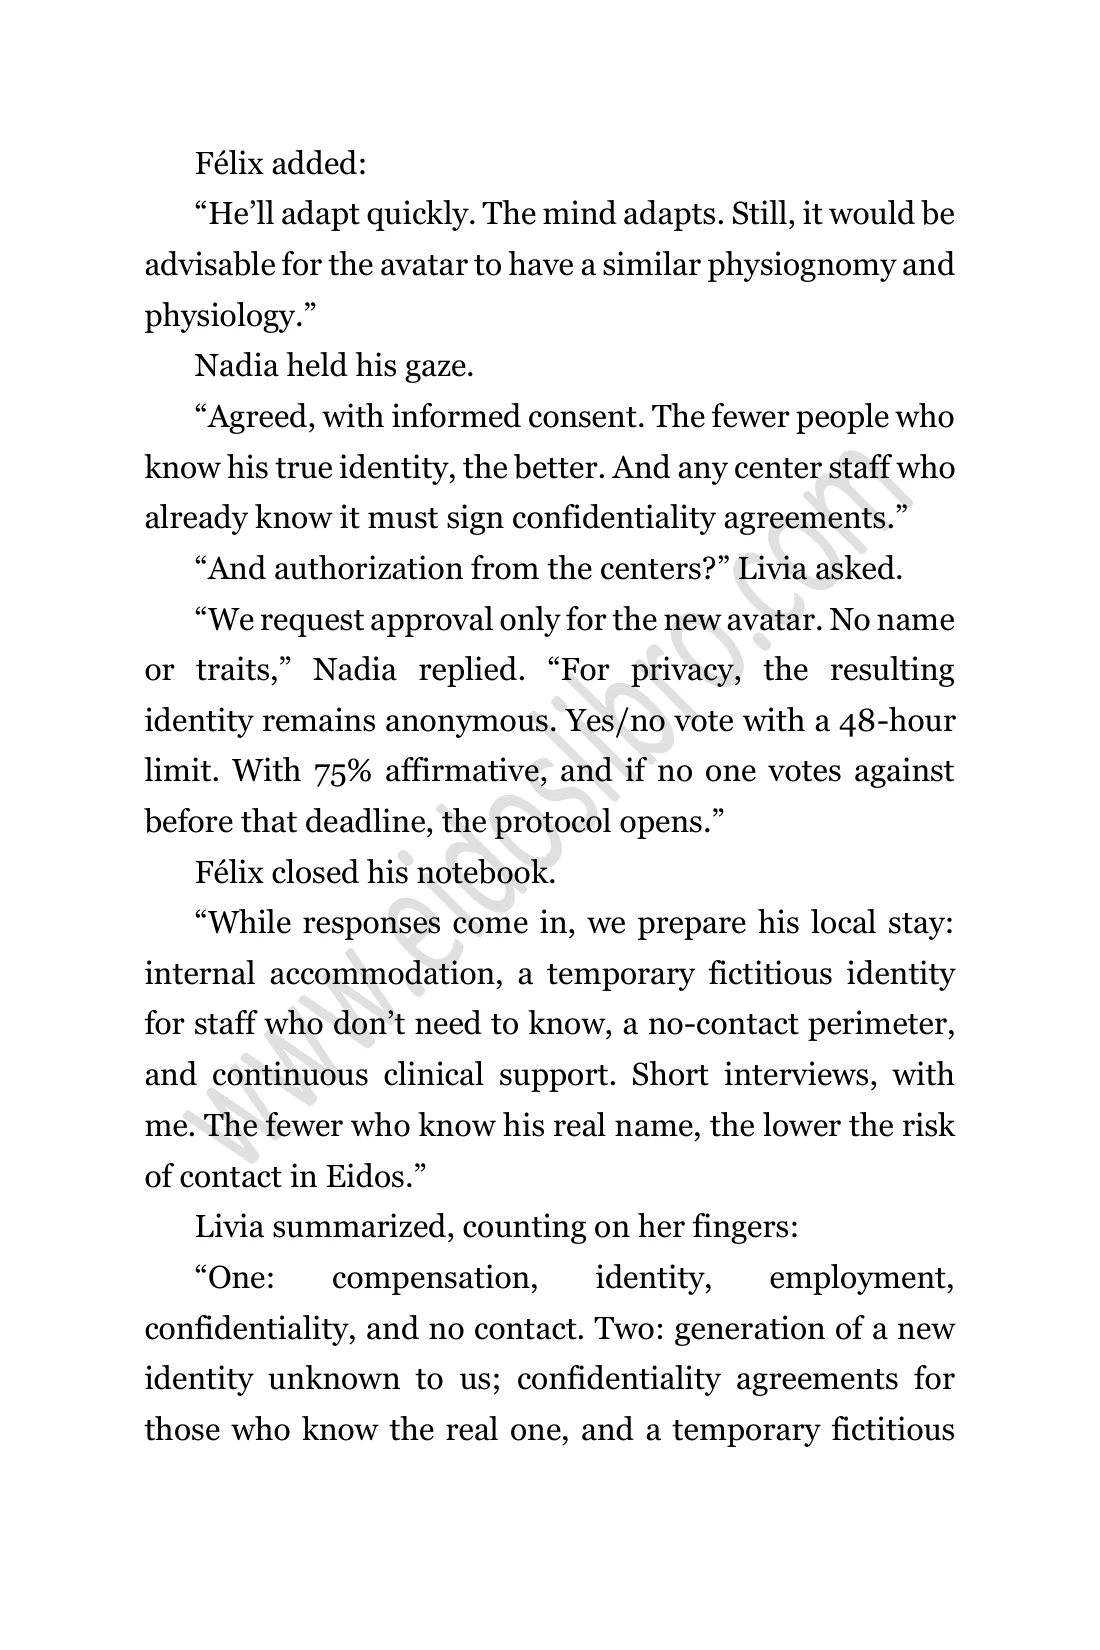 Félix added:
“He’ll adapt quickly. The mind adapts. Still, it would be
advisable for the avatar to have a similar physiognomy and
physiology.”
Nadia held his gaze.
“Agreed, with informed consent. The fewer people who
know his true identity, the better. And any center staff who
already know it must sign confidentiality agreements.”
“And authorization from the centers?” Livia asked.
“We request approval only for the new avatar. No name
or traits,” Nadia replied. “For privacy, the resulting
identity remains anonymous. Yes/no vote with a 48-hour
limit. With 75% affirmative, and if no one votes against
before that deadline, the protocol opens.”
Félix closed his notebook.
“While responses come in, we prepare his local stay:
internal accommodation, a temporary fictitious identity
for staff who don’t need to know, a no-contact perimeter,
and continuous clinical support. Short interviews, with
me. The fewer who know his real name, the lower the risk
of contact in Eidos.”
Livia summarized, counting on her fingers:
“One: compensation, identity, employment,
confidentiality, and no contact. Two: generation of a new
identity unknown to us; confidentiality agreements for
those who know the real one, and a temporary fictitious
www.eidoslibro.com